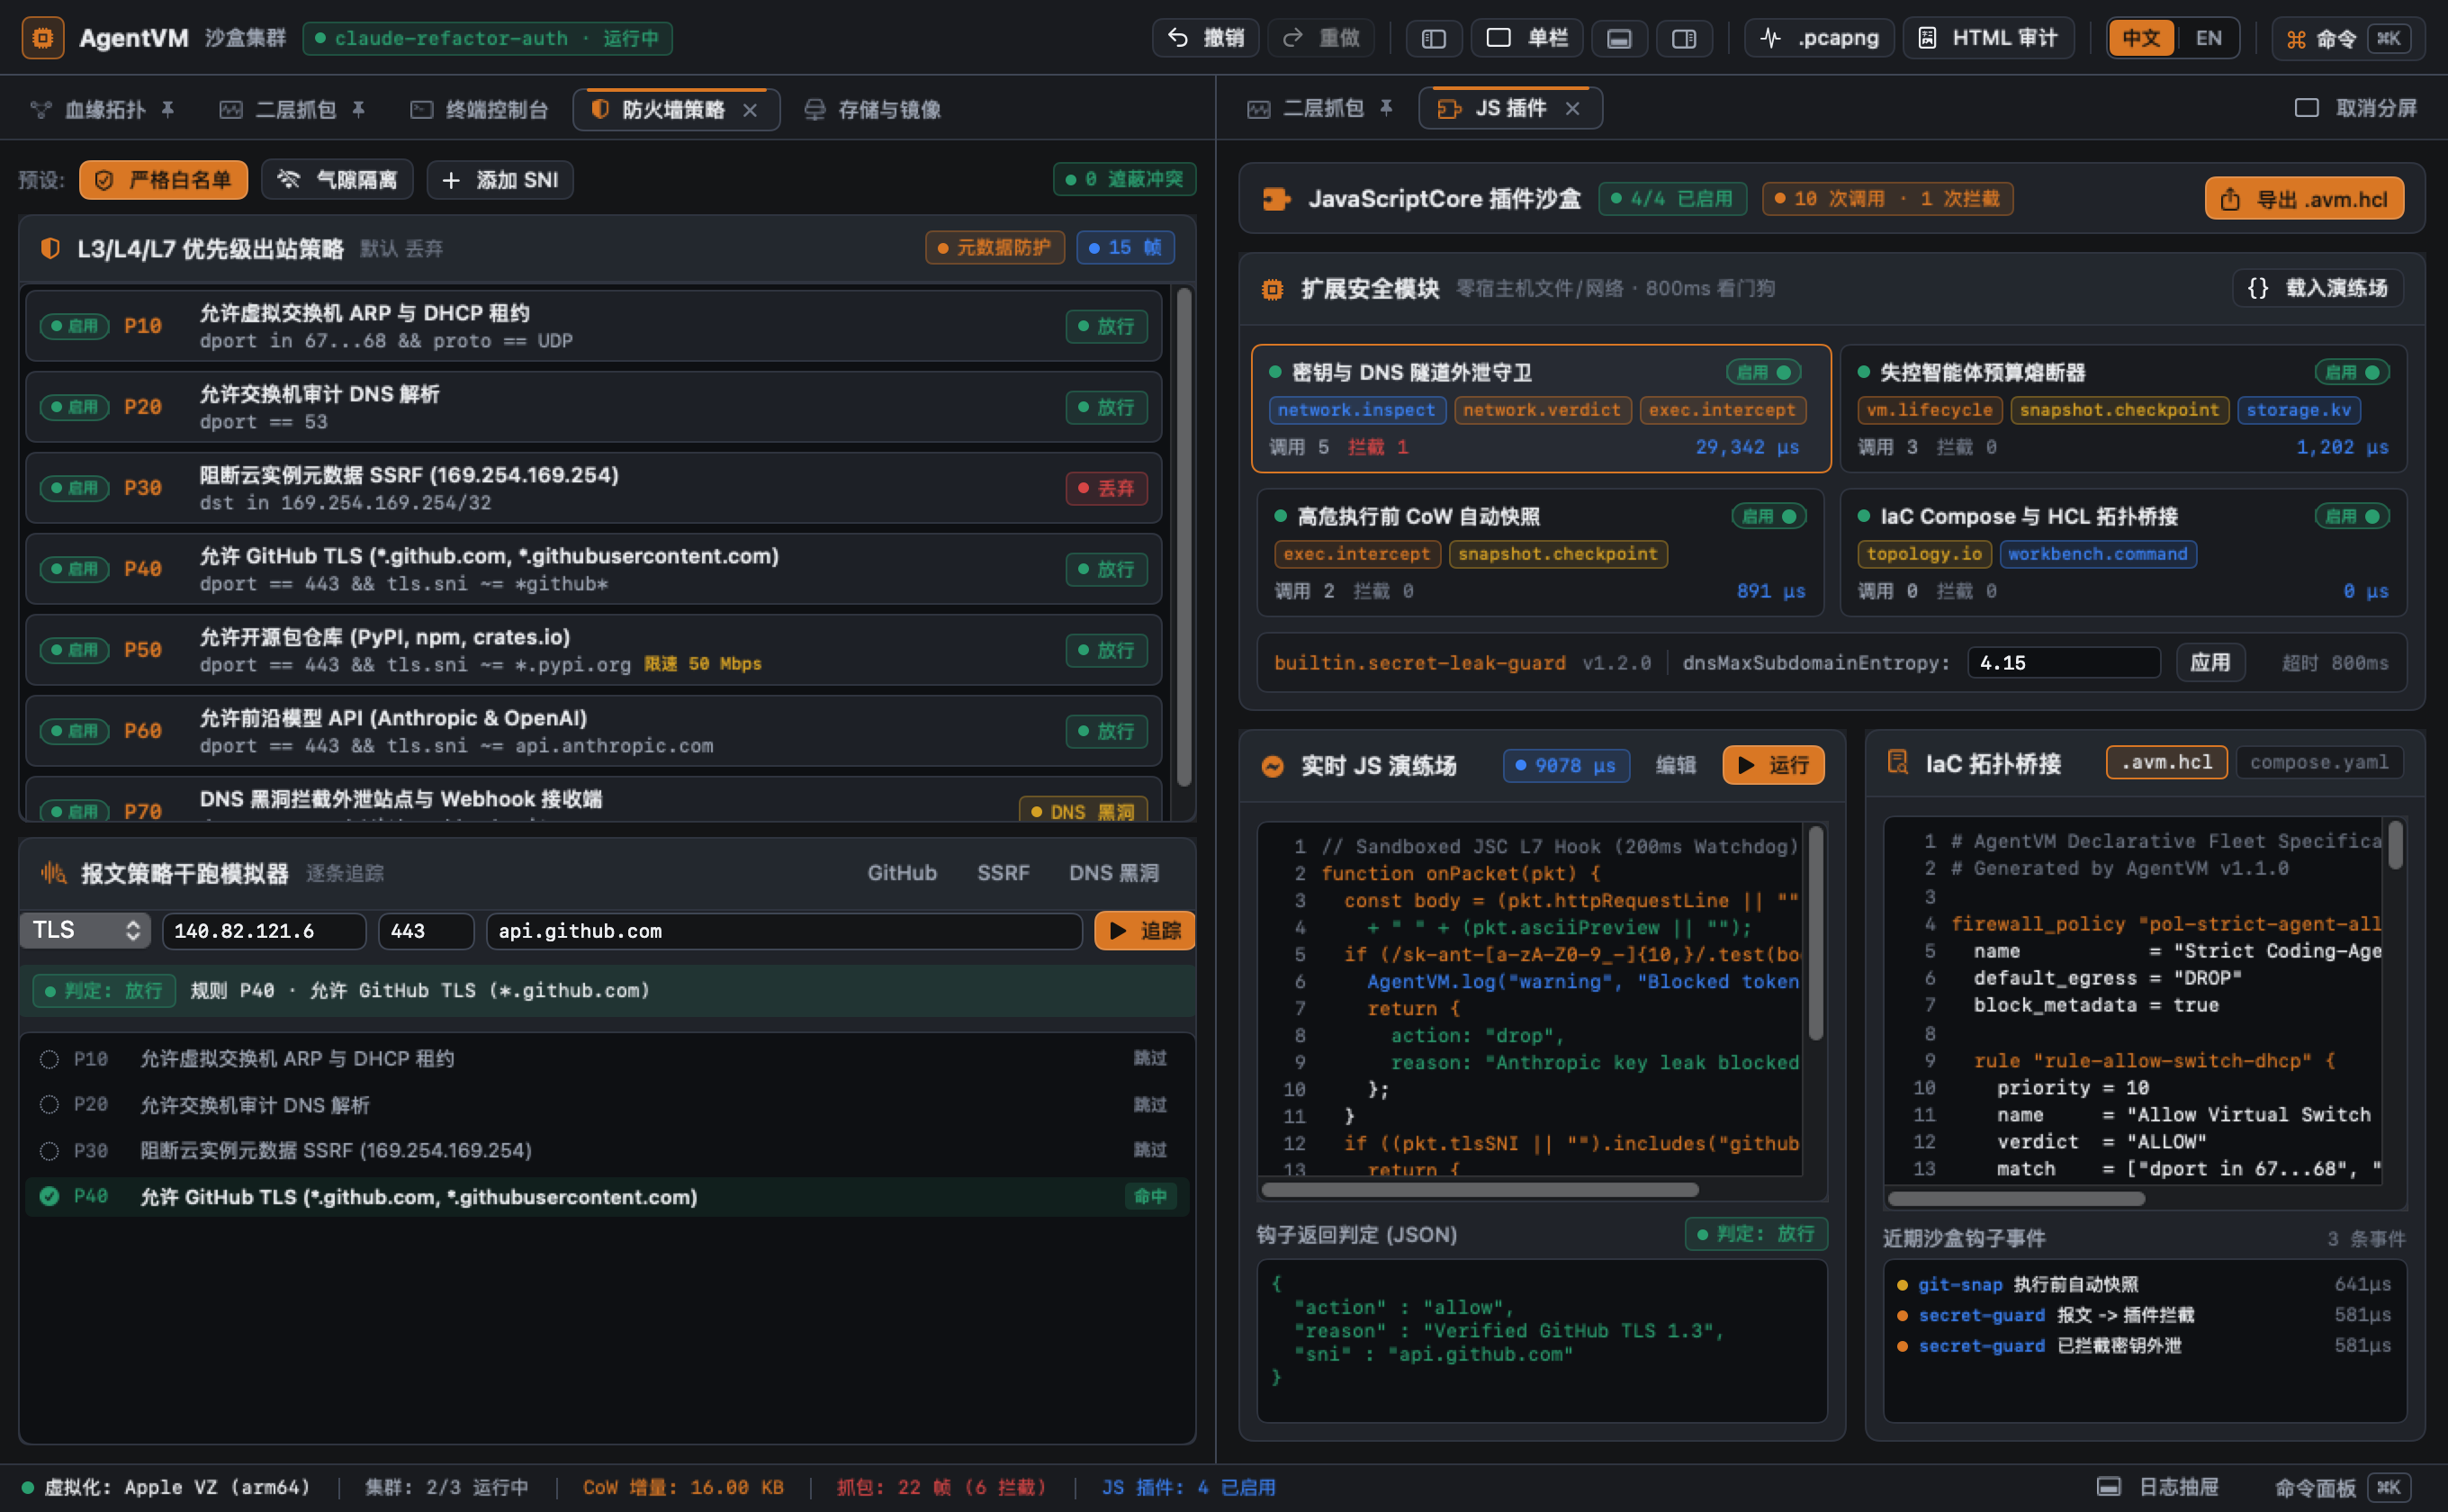 AgentVM 沙盒集群 claude-refactor-auth · 运行中 撤销 重做 单栏 .pcapng HTML 审计 中文 EN 命令 ⌘K
血缘拓扑 二层抓包 终端控制台 防火墙策略 存储与镜像
预设: 严格白名单 气隙隔离 添加 SNI 0 遮蔽冲突
L3/L4/L7 优先级出站策略 默认 丢弃 元数据防护 15 帧
启用 P10 允许虚拟交换机 ARP 与 DHCP 租约 放行
dport in 67...68 && proto == UDP
启用 P20 允许交换机审计 DNS 解析 放行
dport == 53
启用 P30 阻断云实例元数据 SSRF (169.254.169.254) 丢弃
dst in 169.254.169.254/32
启用 P40 允许 GitHub TLS (*.github.com, *.githubusercontent.com) 放行
dport == 443 && tls.sni ~= *github*
启用 P50 允许开源包仓库 (PyPI, npm, crates.io) 放行
dport == 443 && tls.sni ~= *.pypi.org 限速 50 Mbps
启用 P60 允许前沿模型 API (Anthropic & OpenAI) 放行
dport == 443 && tls.sni ~= api.anthropic.com
启用 P70 DNS 黑洞拦截外泄站点与 Webhook 接收端 DNS 黑洞
报文策略干跑模拟器 逐条追踪 GitHub SSRF DNS 黑洞
TLS 140.82.121.6 443 api.github.com 追踪
判定: 放行 规则 P40 · 允许 GitHub TLS (*.github.com)
P10 允许虚拟交换机 ARP 与 DHCP 租约 跳过
P20 允许交换机审计 DNS 解析 跳过
P30 阻断云实例元数据 SSRF (169.254.169.254) 跳过
P40 允许 GitHub TLS (*.github.com, *.githubusercontent.com) 命中
二层抓包 JS 插件 取消分屏
JavaScriptCore 插件沙盒 4/4 已启用 10 次调用 · 1 次拦截 导出 .avm.hcl
扩展安全模块 零宿主机文件/网络 · 800ms 看门狗 {} 载入演练场
密钥与 DNS 隧道外泄守卫 启用
network.inspect network.verdict exec.intercept
调用 5 拦截 1 29,342 µs
失控智能体预算熔断器 启用
vm.lifecycle snapshot.checkpoint storage.kv
调用 3 拦截 0 1,202 µs
高危执行前 CoW 自动快照 启用
exec.intercept snapshot.checkpoint
调用 2 拦截 0 891 µs
IaC Compose 与 HCL 拓扑桥接 启用
topology.io workbench.command
调用 0 拦截 0 0 µs
builtin.secret-leak-guard v1.2.0 dnsMaxSubdomainEntropy: 4.15 应用 超时 800ms
实时 JS 演练场 9078 µs 编辑 运行
1 // Sandboxed JSC L7 Hook (200ms Watchdog)
2 function onPacket(pkt) {
3 const body = (pkt.httpRequestLine || ""
4 + " " + (pkt.asciiPreview || "");
5 if (/sk-ant-[a-zA-Z0-9_-]{10,}/.test(bo
6 AgentVM.log("warning", "Blocked token
7 return {
8 action: "drop",
9 reason: "Anthropic key leak blocked
10 };
11 }
12 if ((pkt.tlsSNI || "").includes("github
13 return {
钩子返回判定 (JSON) 判定: 放行
{
"action" : "allow",
"reason" : "Verified GitHub TLS 1.3",
"sni" : "api.github.com"
}
IaC 拓扑桥接 .avm.hcl compose.yaml
1 # AgentVM Declarative Fleet Specifica
2 # Generated by AgentVM v1.1.0
3
4 firewall_policy "pol-strict-agent-all
5 name = "Strict Coding-Age
6 default_egress = "DROP"
7 block_metadata = true
8
9 rule "rule-allow-switch-dhcp" {
10 priority = 10
11 name = "Allow Virtual Switch
12 verdict = "ALLOW"
13 match = ["dport in 67...68", "
近期沙盒钩子事件 3 条事件
git-snap 执行前自动快照 641µs
secret-guard 报文 -> 插件拦截 581µs
secret-guard 已拦截密钥外泄 581µs
虚拟化: Apple VZ (arm64) 集群: 2/3 运行中 CoW 增量: 16.00 KB 抓包: 22 帧 (6 拦截) JS 插件: 4 已启用 日志抽屉 命令面板 ⌘K